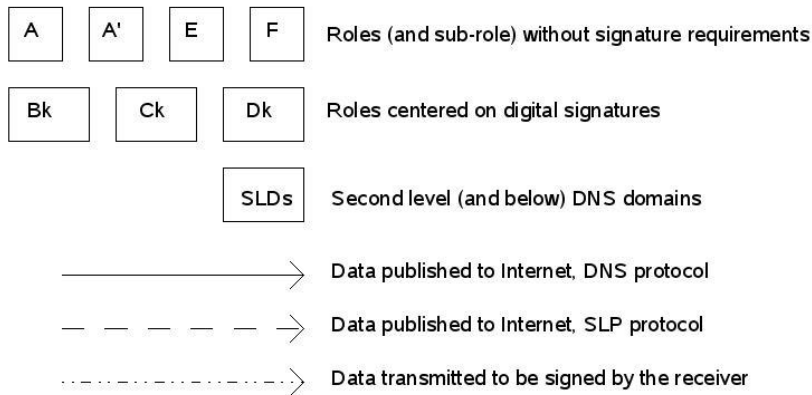 A A' E F Roles (and sub-role) without signature requirements
Bk Ck Dk Roles centered on digital signatures
SLDs Second level (and below) DNS domains
Data published to Internet, DNS protocol
Data published to Internet, SLP protocol
Data transmitted to be signed by the receiver